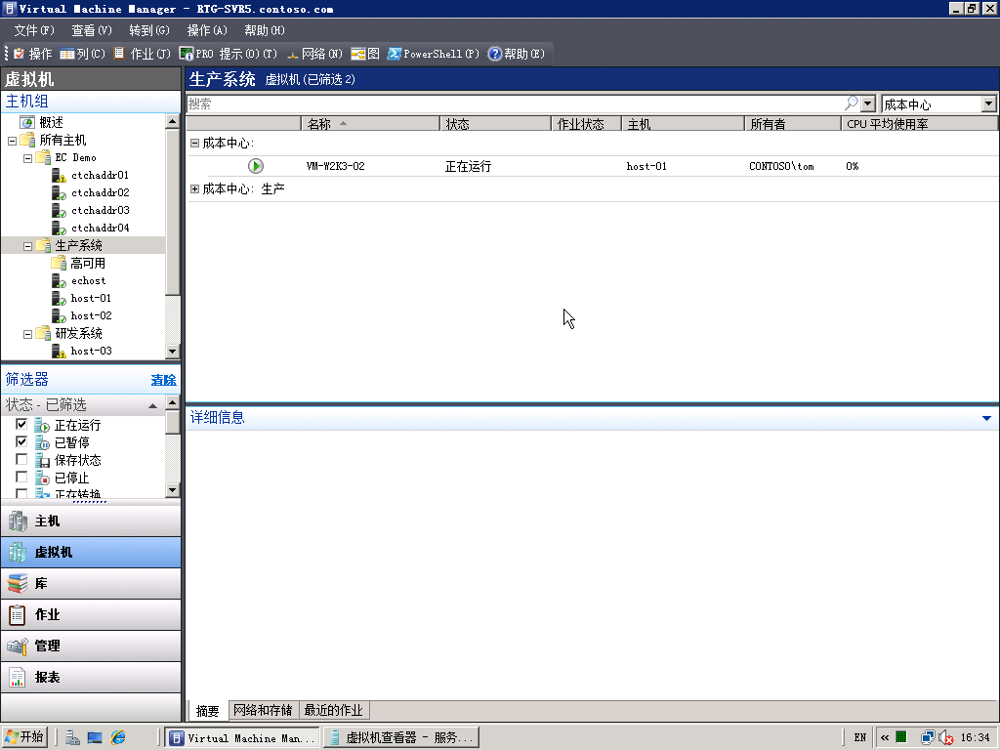 Virtual Machine Manager - RTG-SVR5.contoso.com
文件(F) 查看(V) 转到(G) 操作(A) 帮助(H)
操作 列(C) 作业(J) PRO 提示(O)(T) 网络(N) 图 PowerShell(P) 帮助(E)
虚拟机
主机组
概述
所有主机
EC Demo
ctchaddr01
ctchaddr02
ctchaddr03
ctchaddr04
生产系统
高可用
echost
host-01
host-02
研发系统
host-03
筛选器 清除
状态 - 已筛选
正在运行
已暂停
保存状态
已停止
正在转换
主机
虚拟机
库
作业
管理
报表
生产系统 虚拟机(已筛选 2)
搜索 成本中心
名称 状态 作业状态 主机 所有者 CPU 平均使用率
成本中心:
VM-W2K3-02 正在运行 host-01 CONTOSO\tom 0%
成本中心: 生产
详细信息
摘要 网络和存储 最近的作业
开始 Virtual Machine Man... 虚拟机查看器 - 服务... EN « 16:34